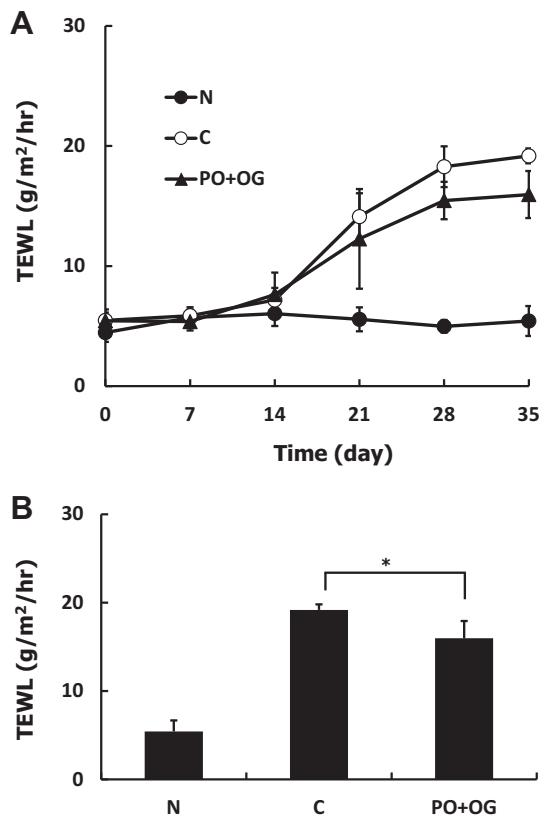 A
30
20
10
0
TEWL (g/m²/hr)
N
C
PO+OG
0 7 14 21 28 35
Time (day)
B
30
20
10
0
TEWL (g/m²/hr)
*
N C PO+OG